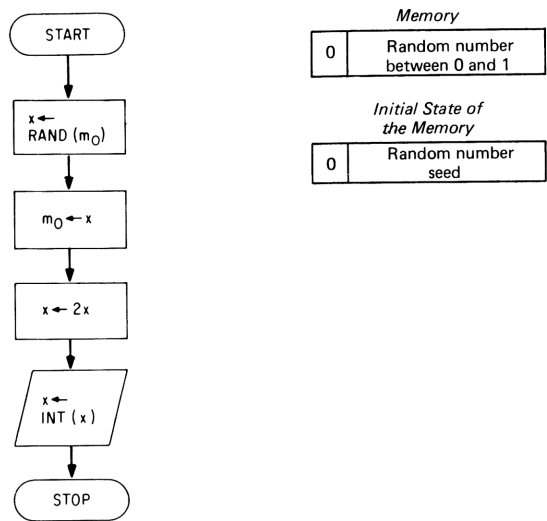 START
x ←
RAND (m₀)
m₀ ← x
x ← 2x
x ←
INT (x)
STOP
Memory
0 Random number
between 0 and 1
Initial State of
the Memory
0 Random number
seed